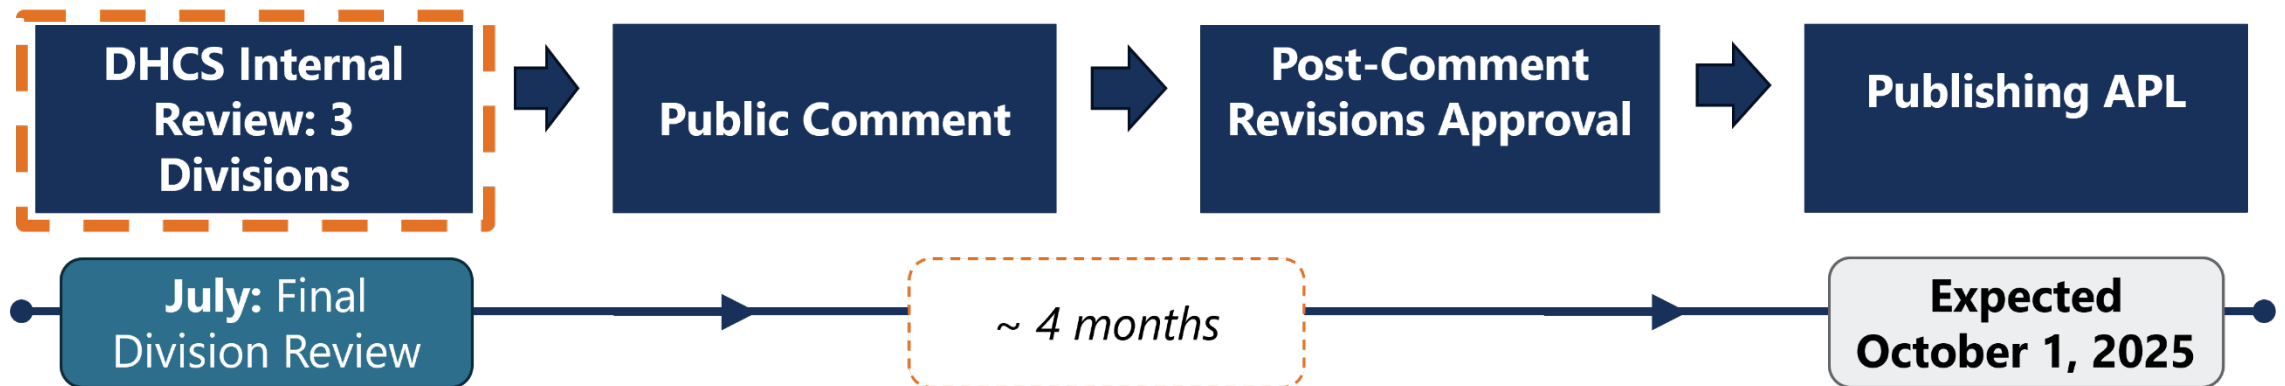 DHCS Internal
Review: 3
Divisions
Public Comment
Post-Comment
Revisions Approval
Publishing APL
July: Final
Division Review
~ 4 months
Expected
October 1, 2025